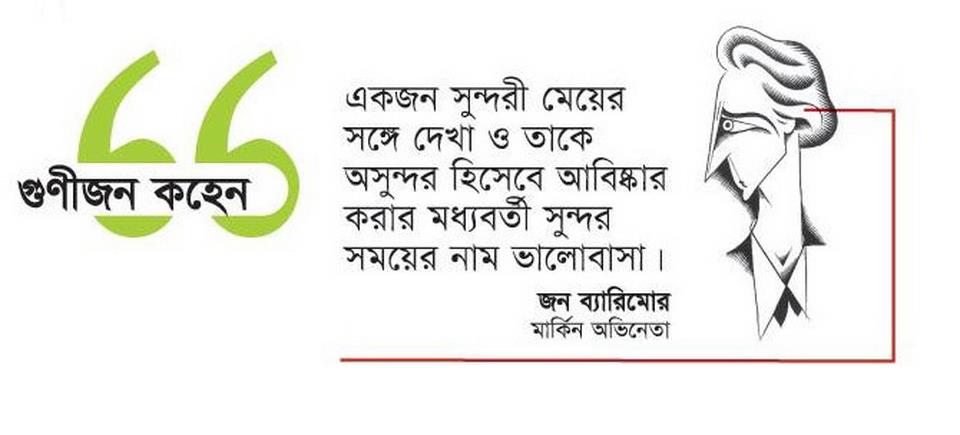 গুণীজন কহেন
একজন সুন্দরী মেয়ের
সঙ্গে দেখা ও তাকে
অসুন্দর হিসেবে আবিষ্কার
করার মধ্যবর্তী সুন্দর
সময়ের নাম ভালোবাসা।
জন ব্যারিমোর
মার্কিন অভিনেতা